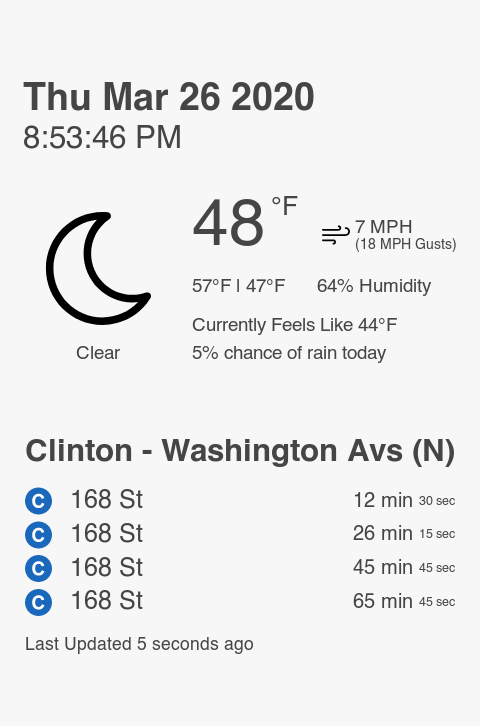 Thu Mar 26 2020
8:53:46 PM
48 °F
7 MPH
(18 MPH Gusts)
57°F | 47°F 64% Humidity
Currently Feels Like 44°F
Clear
5% chance of rain today
Clinton - Washington Avs (N)
C 168 St 12 min 30 sec
C 168 St 26 min 15 sec
C 168 St 45 min 45 sec
C 168 St 65 min 45 sec
Last Updated 5 seconds ago